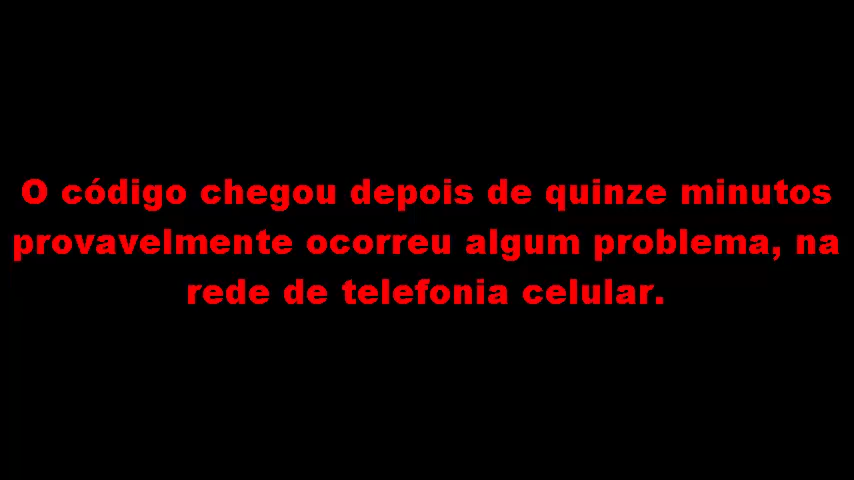 O código chegou depois de quinze minutos
provavelmente ocorreu algum problema, na
rede de telefonia celular.